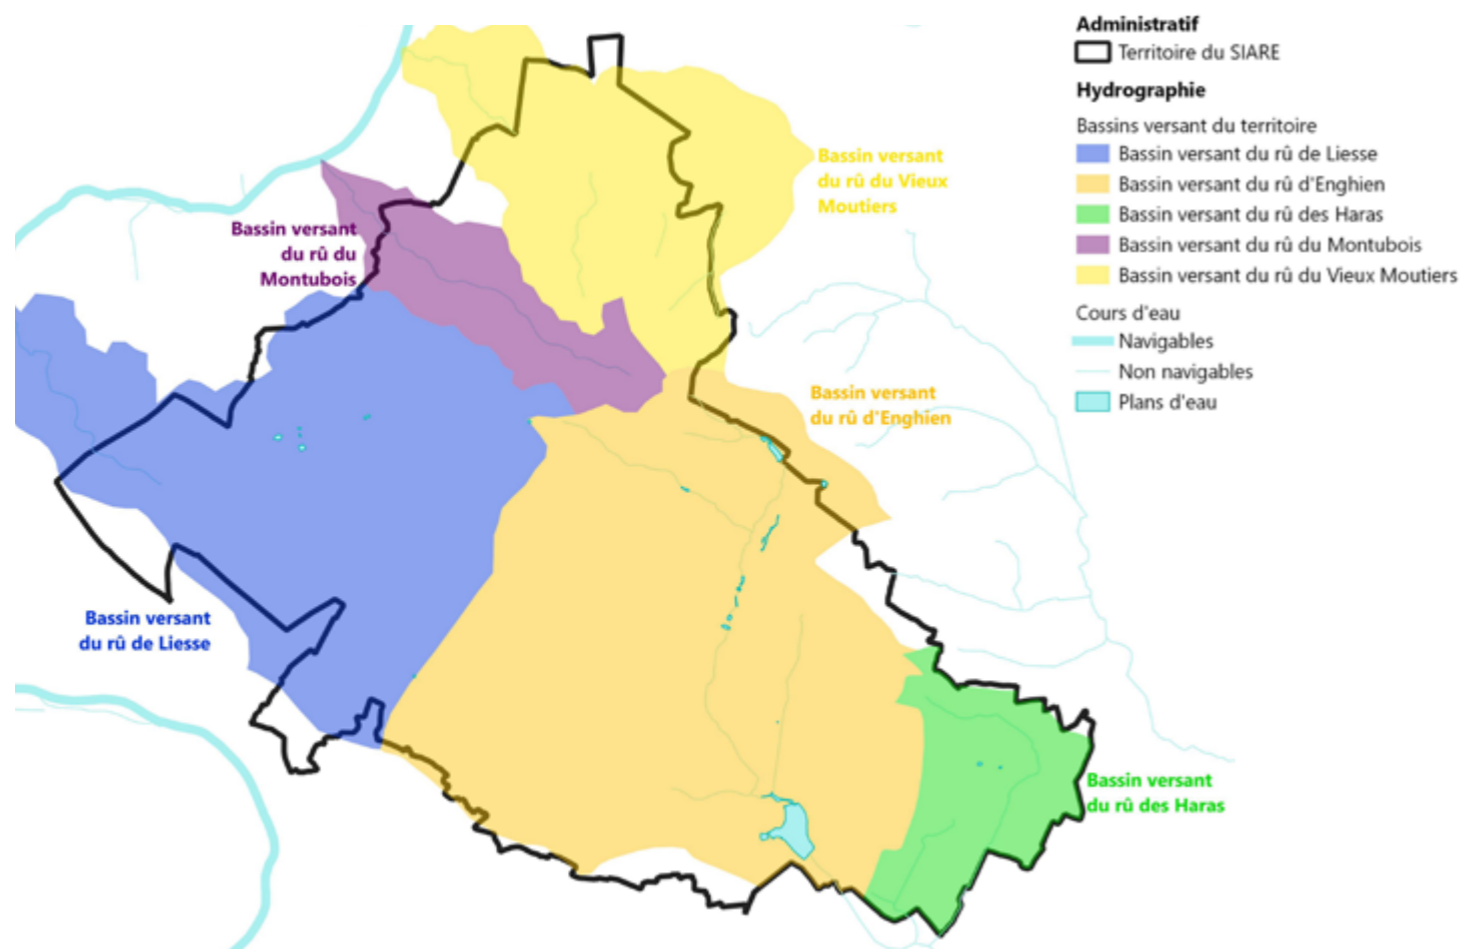 Administratif
Territoire du SIARE
Hydrographie
Bassins versant du territoire
Bassin versant du rû de Liesse
Bassin versant du rû d'Enghien
Bassin versant du rû des Haras
Bassin versant du rû du Montubois
Bassin versant du rû du Vieux Moutiers
Cours d'eau
Navigables
Non navigables
Plans d'eau
Bassin versant
du rû du Vieux
Moutiers
Bassin versant
du rû du
Montubois
Bassin versant
du rû d'Enghien
Bassin versant
du rû de Liesse
Bassin versant
du rû des Haras